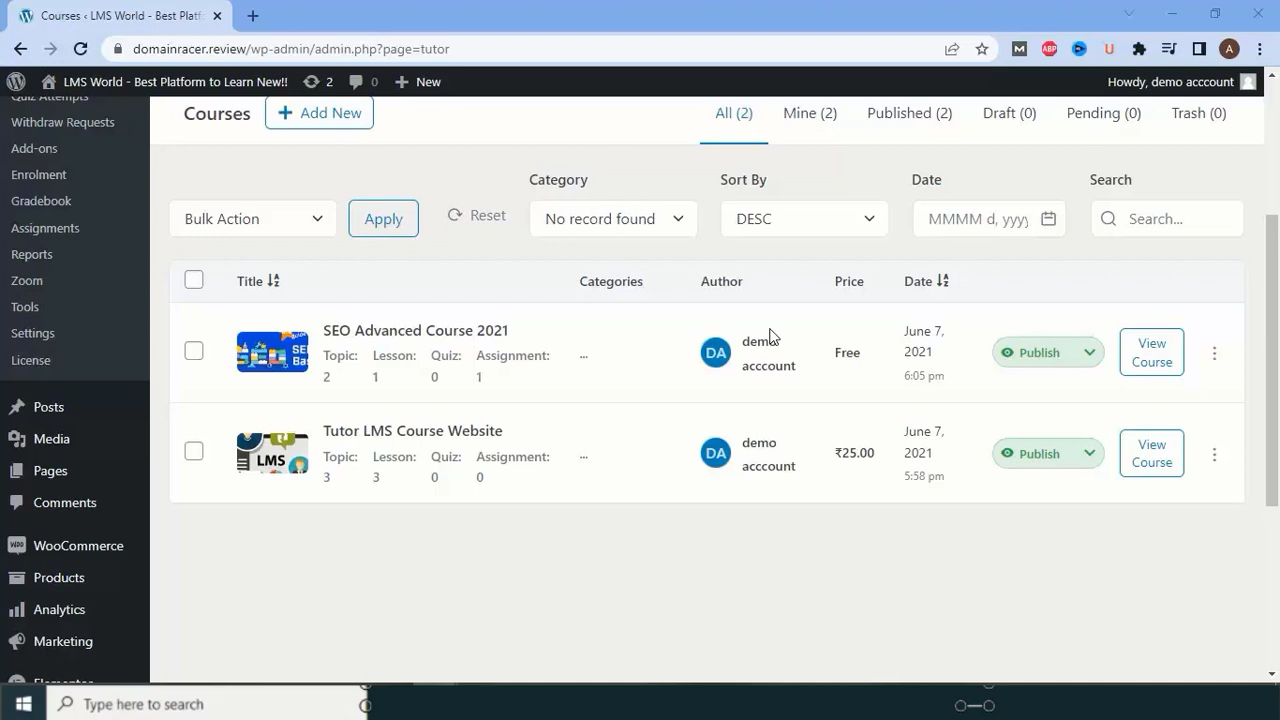 Courses ‹ LMS World - Best Platf
domainracer.review/wp-admin/admin.php?page=tutor
LMS World - Best Platform to Learn New!! 2 0 New
Howdy, demo acccount
Quiz Attempts
Withdraw Requests
Add-ons
Enrolment
Gradebook
Assignments
Reports
Zoom
Tools
Settings
License
Posts
Media
Pages
Comments
WooCommerce
Products
Analytics
Marketing
Courses + Add New All (2) Mine (2) Published (2) Draft (0) Pending (0) Trash (0)
Category Sort By Date Search
Bulk Action Apply Reset No record found DESC MMMM d, yyyy Search...
Title Categories Author Price Date
SEO Advanced Course 2021
Topic: Lesson: Quiz: Assignment:
2 1 0 1
...
DA
demo
acccount
Free
June 7,
2021
6:05 pm
Publish
View
Course
LMS
Tutor LMS Course Website
Topic: Lesson: Quiz: Assignment:
3 3 0 0
...
DA
demo
acccount
₹25.00
June 7,
2021
5:58 pm
Publish
View
Course
Type here to search